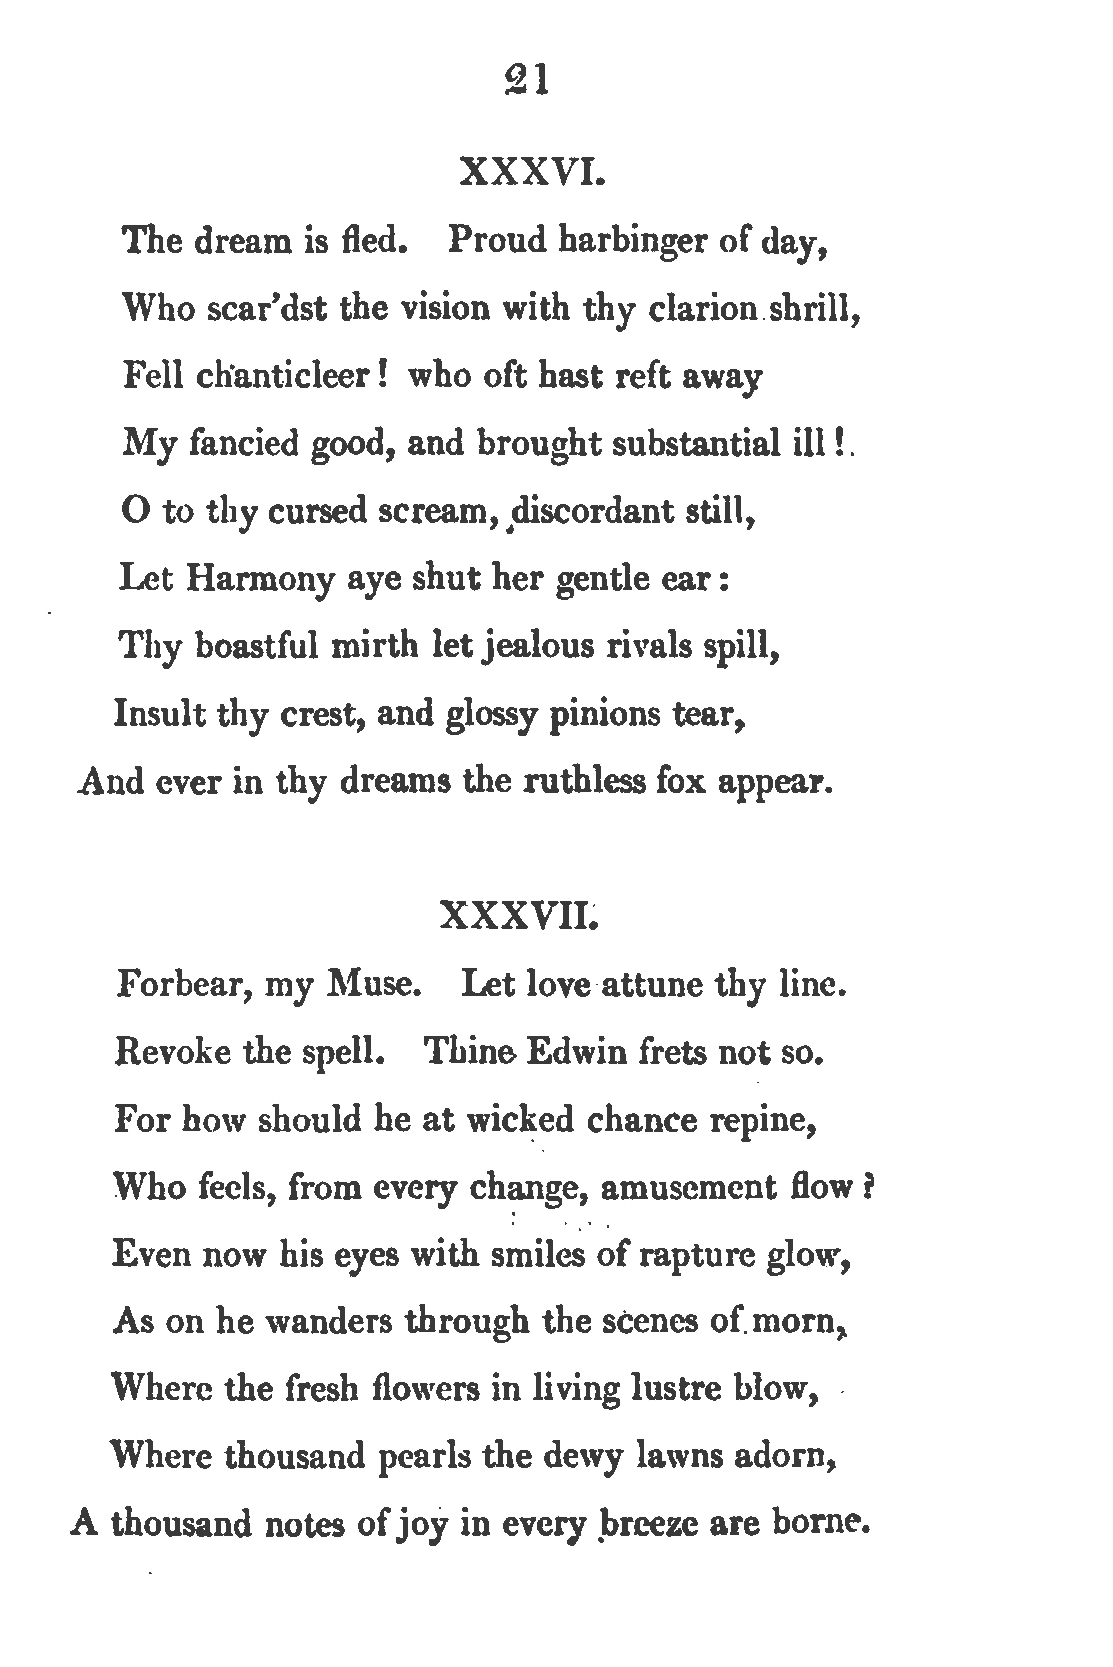 21
XXXVI.
The dream is fled. Proud harbinger of day,
Who scar'dst the vision with thy clarion shrill,
Fell chanticleer! who oft hast reft away
My fancied good, and brought substantial ill!
O to thy cursed scream, discordant still,
Let Harmony aye shut her gentle ear:
Thy boastful mirth let jealous rivals spill,
Insult thy crest, and glossy pinions tear,
And ever in thy dreams the ruthless fox appear.
XXXVII.
Forbear, my Muse. Let love attune thy line.
Revoke the spell. Thine Edwin frets not so.
For how should he at wicked chance repine,
Who feels, from every change, amusement flow?
Even now his eyes with smiles of rapture glow,
As on he wanders through the scenes of morn,
Where the fresh flowers in living lustre blow,
Where thousand pearls the dewy lawns adorn,
A thousand notes of joy in every breeze are borne.